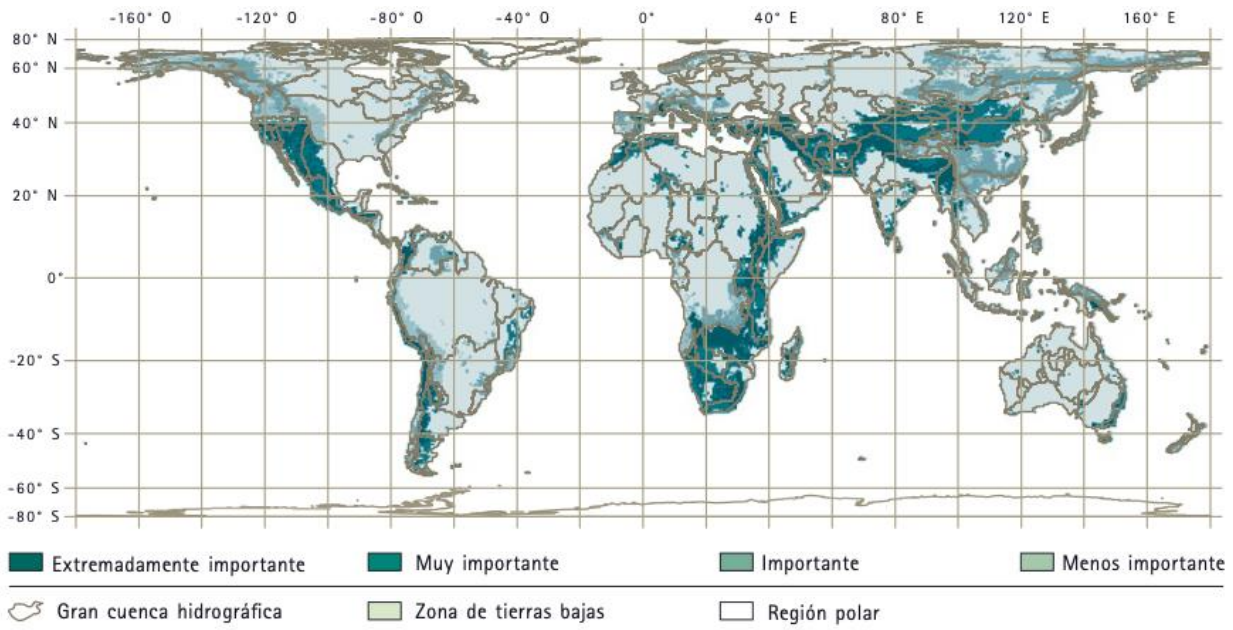 -160° O -120° O -80° O -40° O 0° 40° E 80° E 120° E 160° E
80° N
60° N
40° N
20° N
0°
-20° S
-40° S
-60° S
-80° S
Extremadamente importante Muy importante Importante Menos importante
Gran cuenca hidrográfica Zona de tierras bajas Región polar